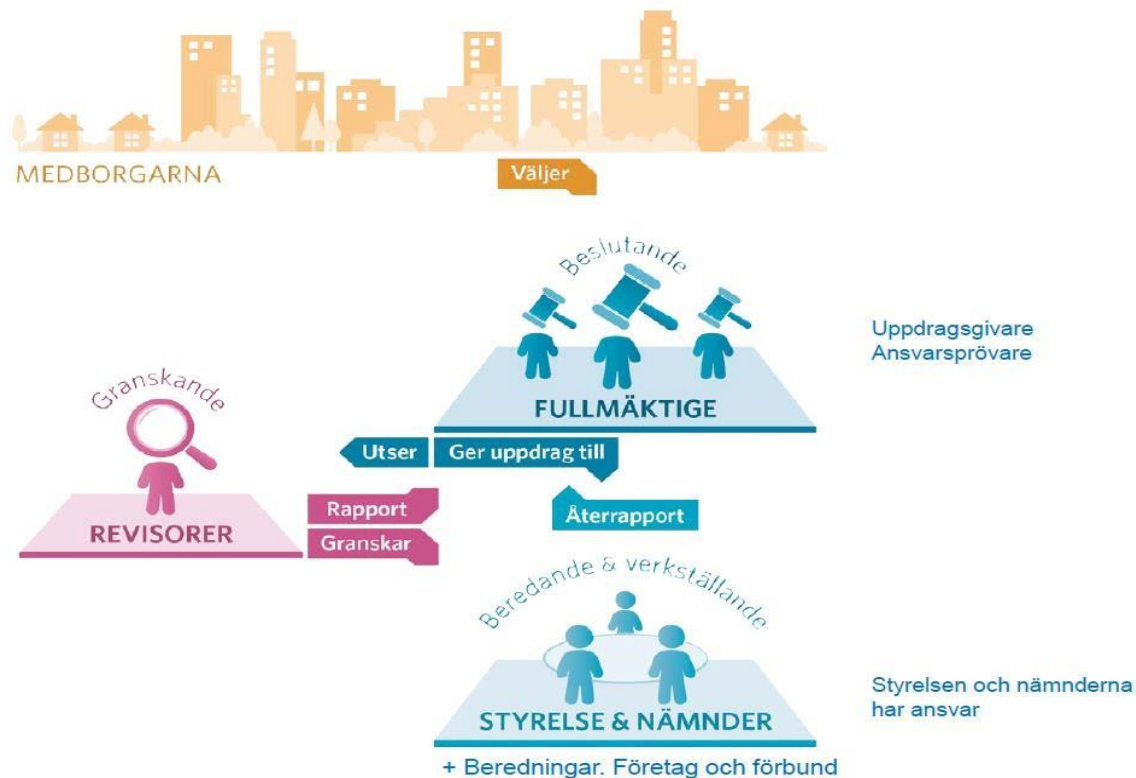 MEDBORGARNA
Väljer
Beslutande
Uppdragsgivare
Ansvarsprövare
FULLMÄKTIGE
Granskande
Utser
Ger uppdrag till
REVISORER
Rapport
Granskar
Återrapport
Beredande & verkställande
STYRELSE & NÄMNDER
Styrelsen och nämnderna
har ansvar
+ Beredningar. Företag och förbund